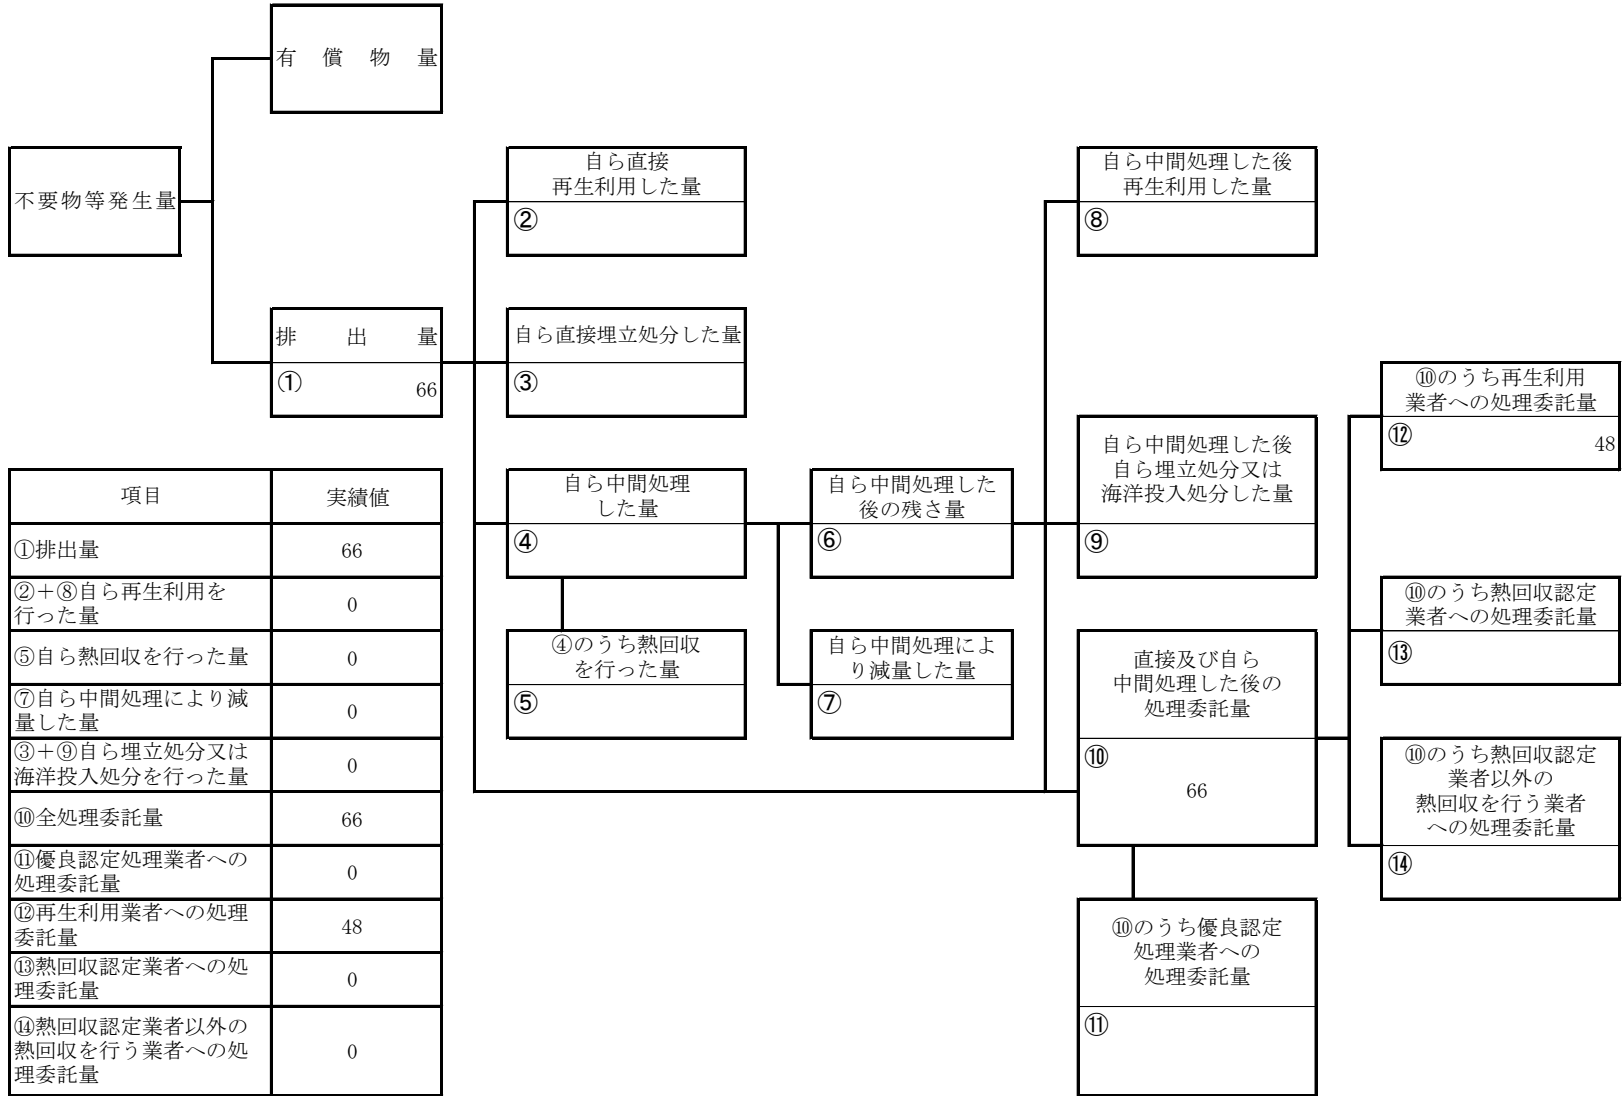 有償物量
不要物等発生量
排出量
①
66
自ら直接
再生利用した量
②
自ら直接埋立処分した量
③
自ら中間処理
した量
④
④のうち熱回収
を行った量
⑤
自ら中間処理した
後の残さ量
⑥
自ら中間処理によ
り減量した量
⑦
自ら中間処理した後
再生利用した量
⑧
自ら中間処理した後
自ら埋立処分又は
海洋投入処分した量
⑨
直接及び自ら
中間処理した後の
処理委託量
⑩
66
⑩のうち優良認定
処理業者への
処理委託量
⑪
⑩のうち再生利用
業者への処理委託量
⑫
48
⑩のうち熱回収認定
業者への処理委託量
⑬
⑩のうち熱回収認定
業者以外の
熱回収を行う業者
への処理委託量
⑭
項目 実績値
①排出量 66
②+⑧自ら再生利用を
行った量 0
⑤自ら熱回収を行った量 0
⑦自ら中間処理により減
量した量 0
③+⑨自ら埋立処分又は
海洋投入処分を行った量 0
⑩全処理委託量 66
⑪優良認定処理業者への
処理委託量 0
⑫再生利用業者への処理
委託量 48
⑬熱回収認定業者への処
理委託量 0
⑭熱回収認定業者以外の
熱回収を行う業者への処
理委託量 0